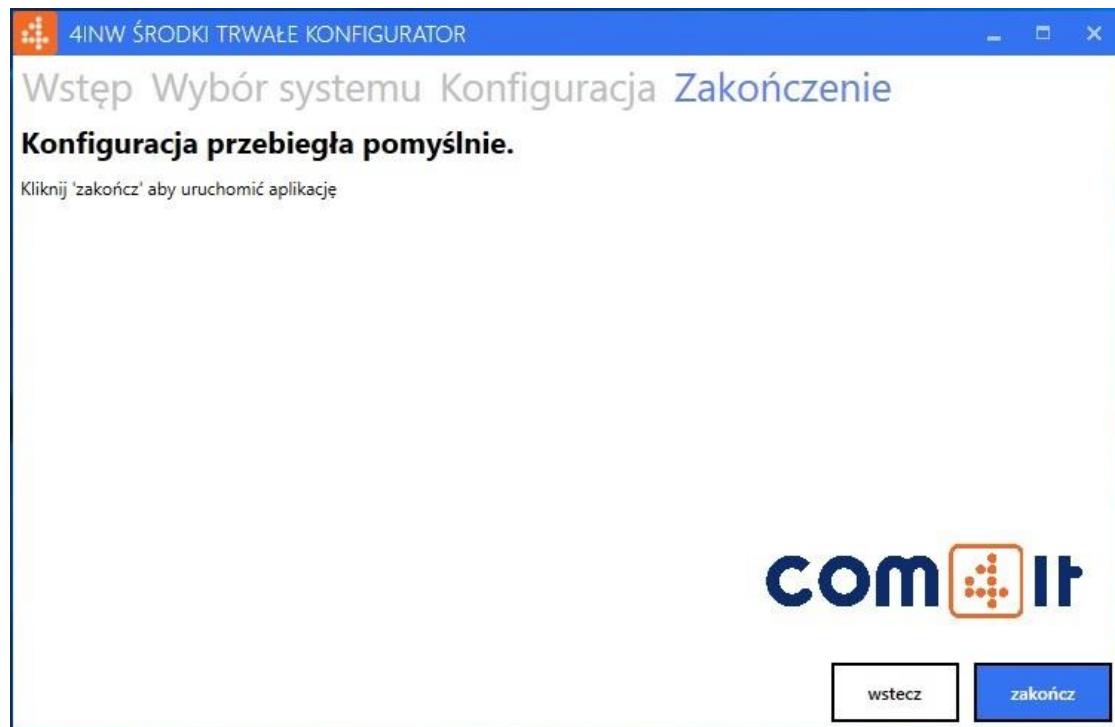 4INW ŚRODKI TRWAŁE KONFIGURATOR
Wstęp Wybór systemu Konfiguracja Zakończenie
Konfiguracja przebiegła pomyślnie.
Kliknij 'zakończ' aby uruchomić aplikację
com4It
wstecz zakończ